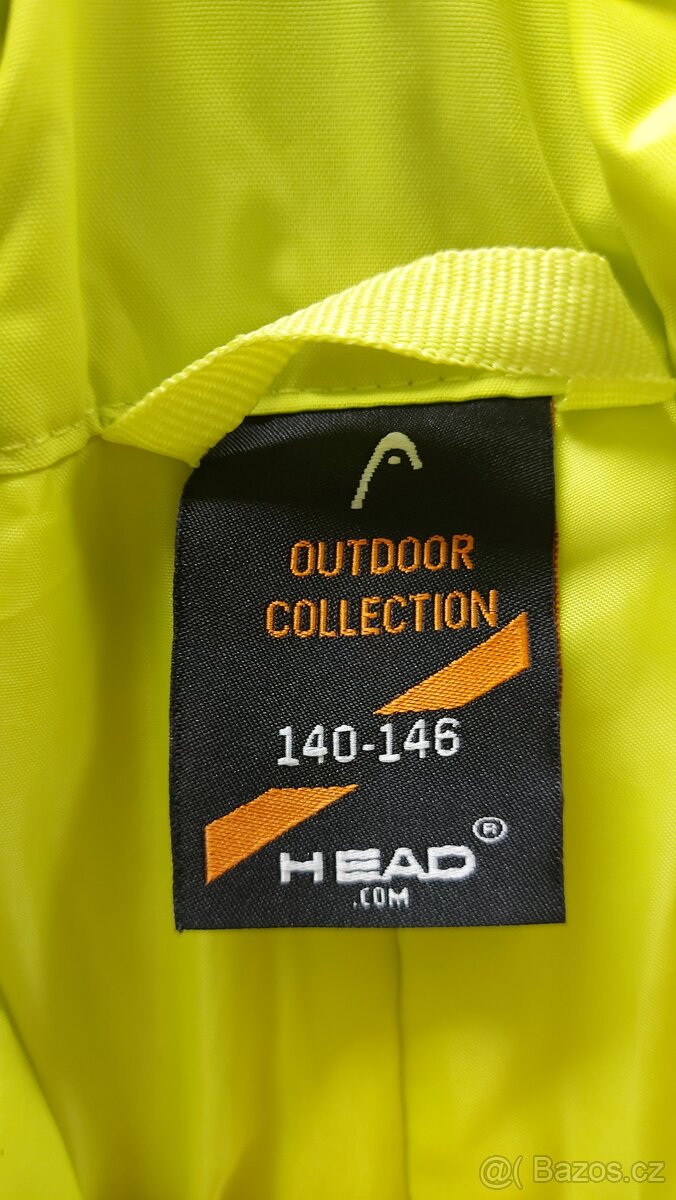 OUTDOOR
COLLECTION
140-146
HEAD®
.COM
@( Bazos.cz